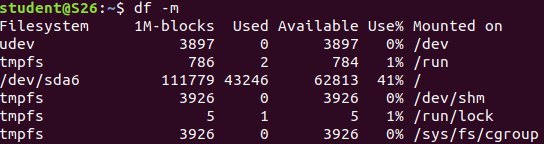 student@S26:~$ df -m
Filesystem     1M-blocks  Used Available Use% Mounted on
udev                3897     0      3897   0% /dev
tmpfs                786     2       784   1% /run
/dev/sda6         111779 43246     62813  41% /
tmpfs               3926     0      3926   0% /dev/shm
tmpfs                  5     1         5   1% /run/lock
tmpfs               3926     0      3926   0% /sys/fs/cgroup